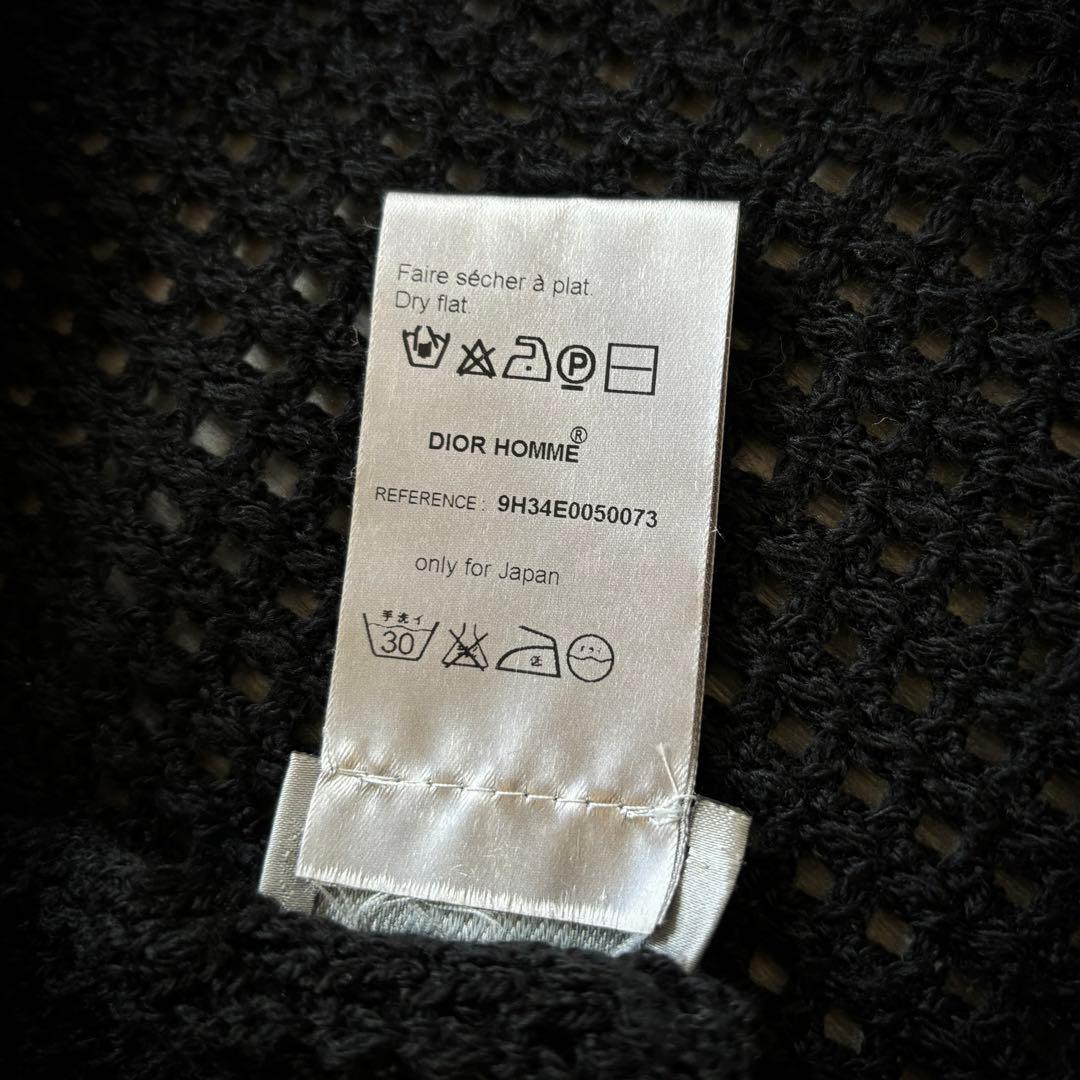 Faire sécher à plat.
Dry flat.
P
DIOR HOMME®
REFERENCE : 9H34E0050073
only for Japan
手洗イ
30